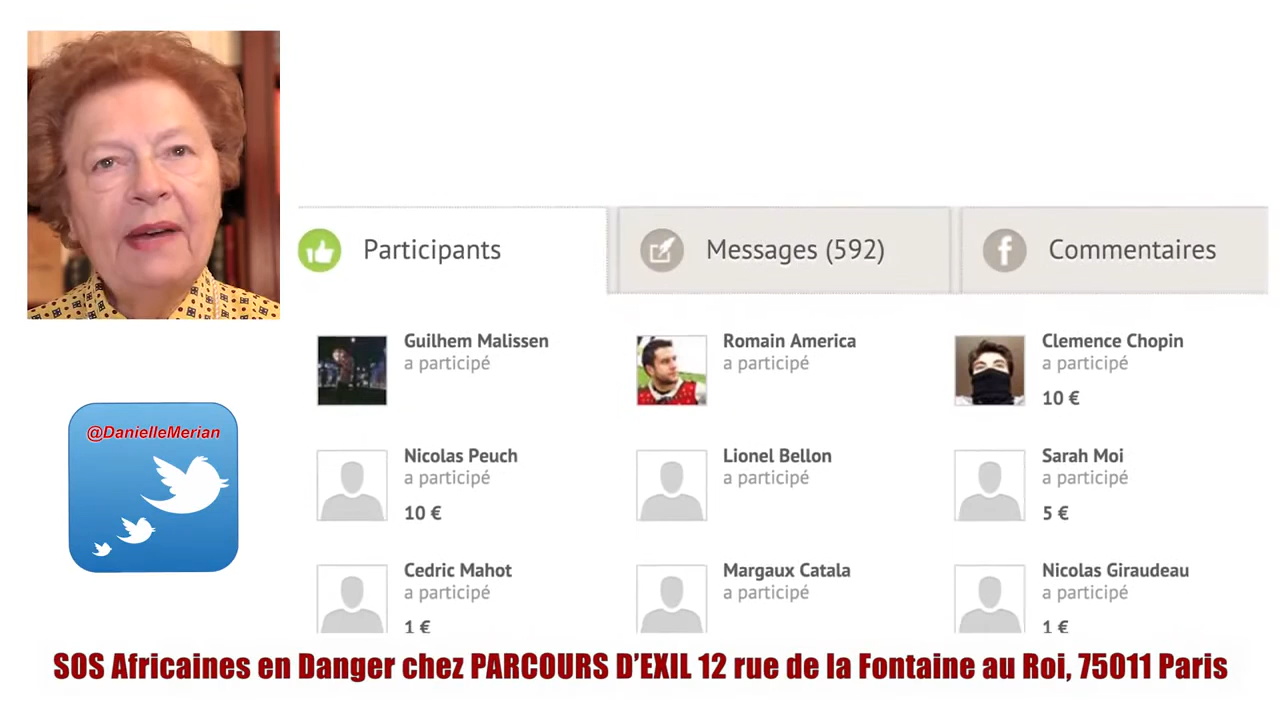 Participants
Messages (592)
Commentaires
Guilhem Malissen
a participé
Romain America
a participé
Clemence Chopin
a participé
10 €
@DanielleMerian
Nicolas Peuch
a participé
10 €
Lionel Bellon
a participé
Sarah Moi
a participé
5 €
Cedric Mahot
a participé
1 €
Margaux Catala
a participé
Nicolas Giraudeau
a participé
1 €
SOS Africaines en Danger chez PARCOURS D'EXIL 12 rue de la Fontaine au Roi, 75011 Paris